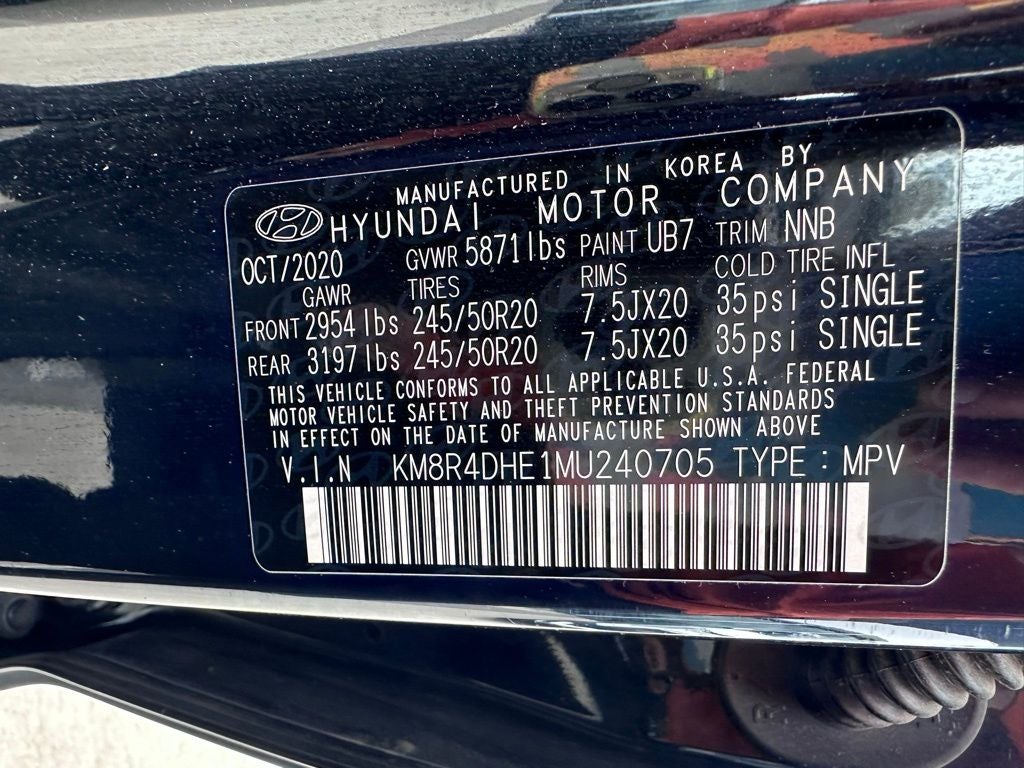 MANUFACTURED IN KOREA BY
HYUNDAI MOTOR COMPANY
OCT/2020 GVWR 5871lbs PAINT UB7 TRIM NNB
GAWR TIRES RIMS COLD TIRE INFL
FRONT 2954 lbs 245/50R20 7.5JX20 35psi SINGLE
REAR 3197 lbs 245/50R20 7.5JX20 35psi SINGLE
THIS VEHICLE CONFORMS TO ALL APPLICABLE U.S.A. FEDERAL
MOTOR VEHICLE SAFETY AND THEFT PREVENTION STANDARDS
IN EFFECT ON THE DATE OF MANUFACTURE SHOWN ABOVE
V.I.N KM8R4DHE1MU240705 TYPE : MPV
R